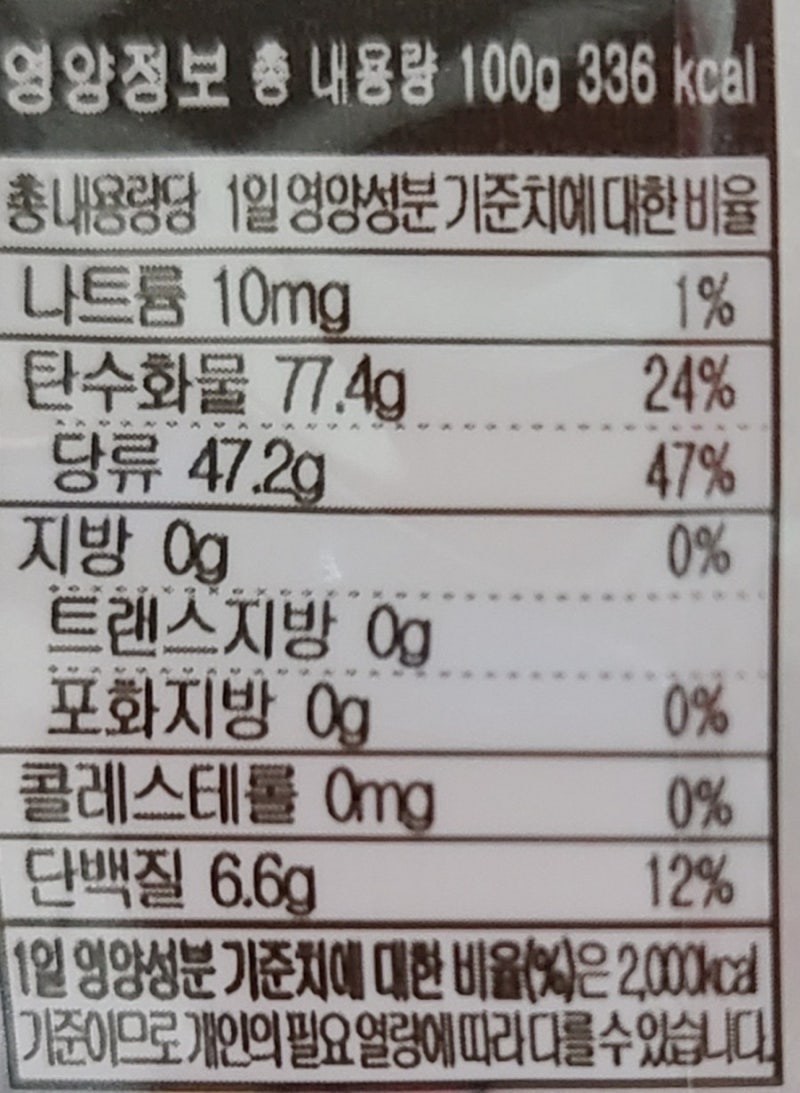 영양정보 총 내용량 100g 336 kcal
총 내용량당 1일 영양성분 기준치에 대한 비율
나트륨 10mg 1%
탄수화물 77.4g 24%
당류 47.2g 47%
지방 0g 0%
트랜스지방 0g
포화지방 0g 0%
콜레스테롤 0mg 0%
단백질 6.6g 12%
1일 영양성분 기준치에 대한 비율(%)은 2,000kcal
기준이므로 개인의 필요 열량에 따라 다를 수 있습니다.